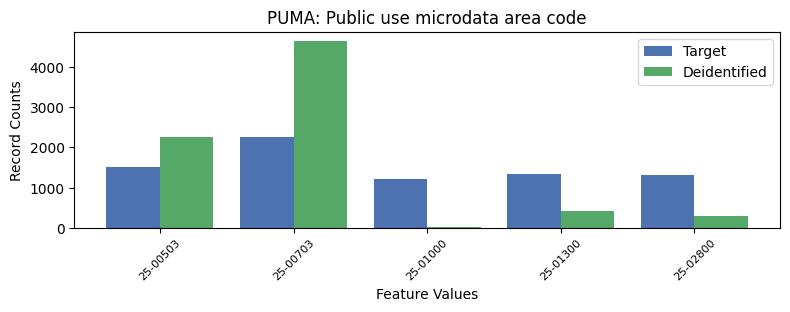 PUMA: Public use microdata area code
Target
Deidentified
Record Counts
4000
3000
2000
1000
0
25-00503
25-00703
25-01000
25-01300
25-02800
Feature Values